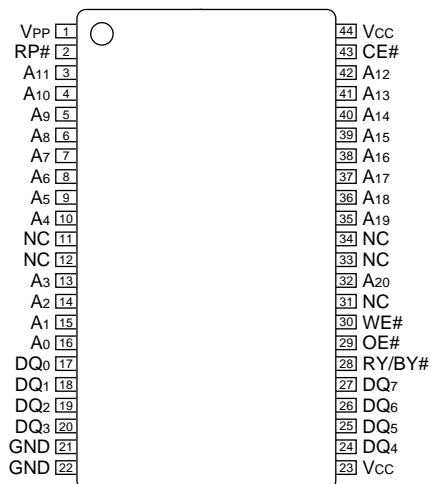 VPP 1 44 VCC
RP# 2 43 CE#
A11 3 42 A12
A10 4 41 A13
A9 5 40 A14
A8 6 39 A15
A7 7 38 A16
A6 8 37 A17
A5 9 36 A18
A4 10 35 A19
NC 11 34 NC
NC 12 33 NC
A3 13 32 A20
A2 14 31 NC
A1 15 30 WE#
A0 16 29 OE#
DQ0 17 28 RY/BY#
DQ1 18 27 DQ7
DQ2 19 26 DQ6
DQ3 20 25 DQ5
GND 21 24 DQ4
GND 22 23 VCC